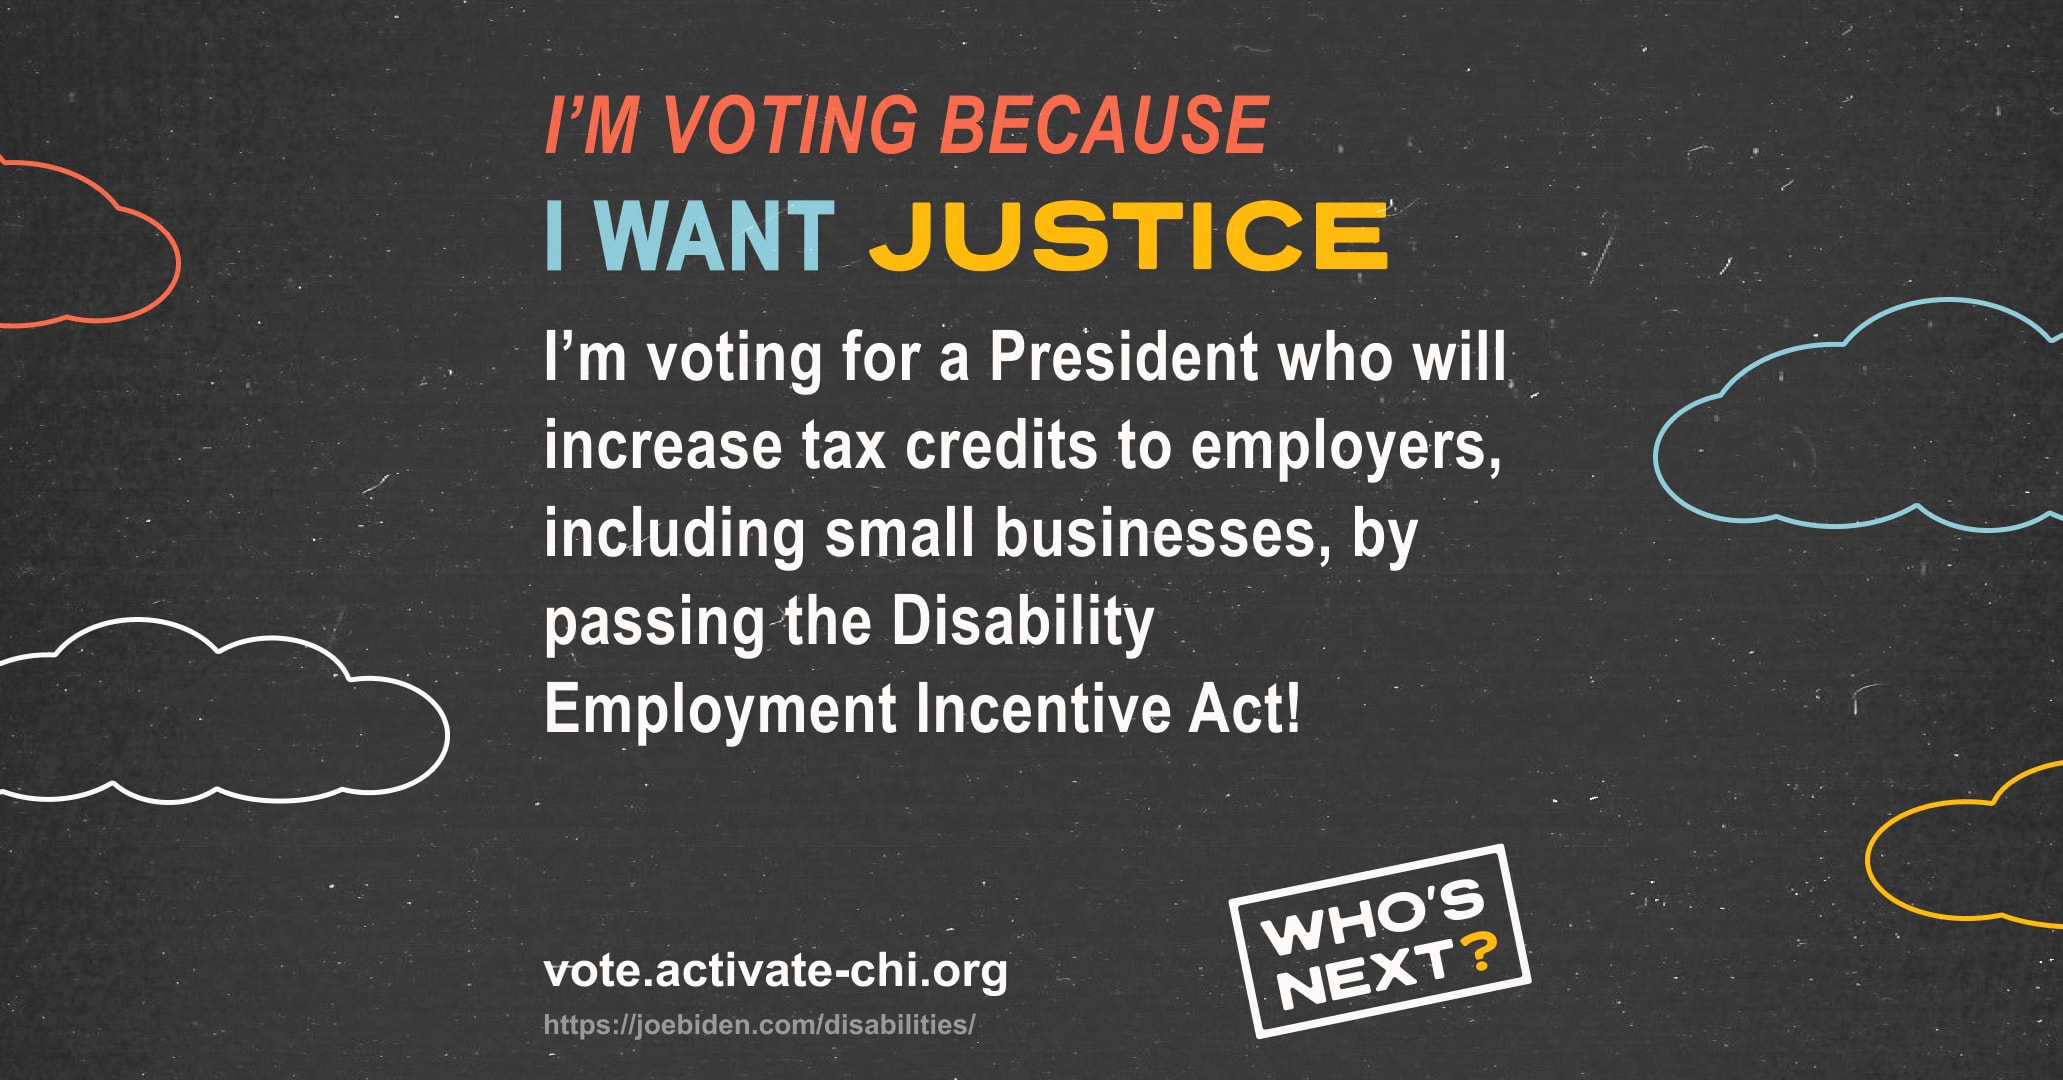 I’M VOTING BECAUSE
I WANT JUSTICE
I’m voting for a President who will
increase tax credits to employers,
including small businesses, by
passing the Disability
Employment Incentive Act!
WHO’S
NEXT?
vote.activate-chi.org
https://joebiden.com/disabilities/